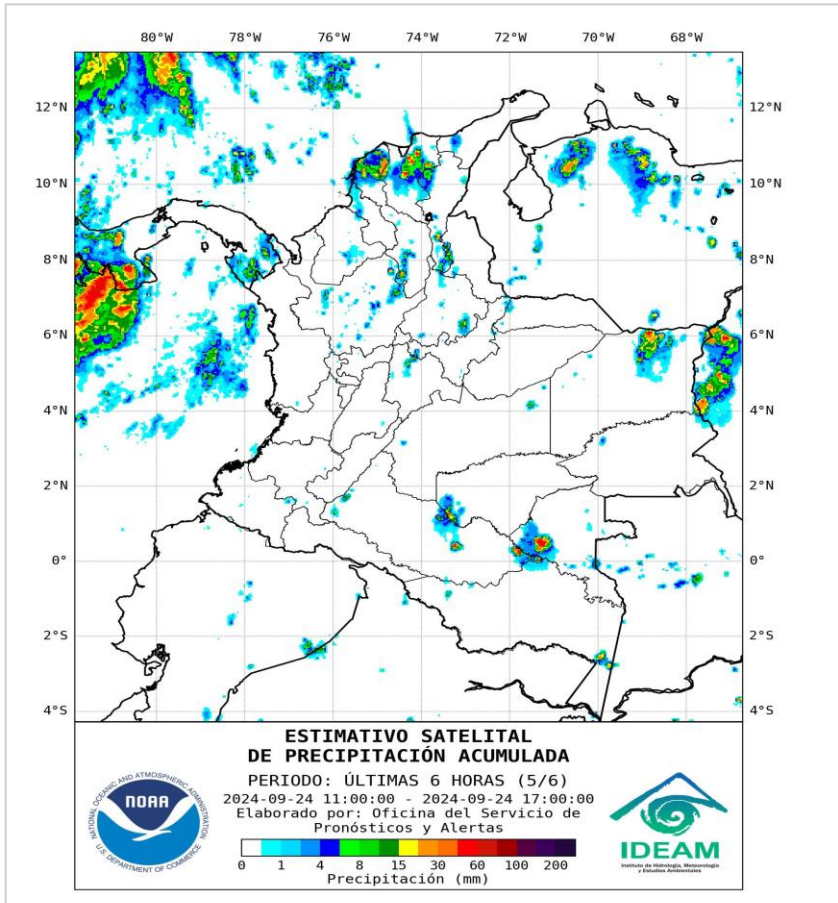 80°W 78°W 76°W 74°W 72°W 70°W 68°W
12°N 12°N
10°N 10°N
8°N 8°N
6°N 6°N
4°N 4°N
2°N 2°N
0° 0°
2°S 2°S
4°S 4°S
ESTIMATIVO SATELITAL
DE PRECIPITACIÓN ACUMULADA
PERIODO: ÚLTIMAS 6 HORAS (5/6)
2024-09-24 11:00:00 - 2024-09-24 17:00:00
Elaborado por: Oficina del Servicio de
Pronósticos y Alertas
0 1 4 8 15 30 60 100 200
Precipitación (mm)
NATIONAL OCEANIC AND ATMOSPHERIC ADMINISTRATION
NOAA
U.S. DEPARTMENT OF COMMERCE
IDEAM
Instituto de Hidrología, Meteorología
y Estudios Ambientales